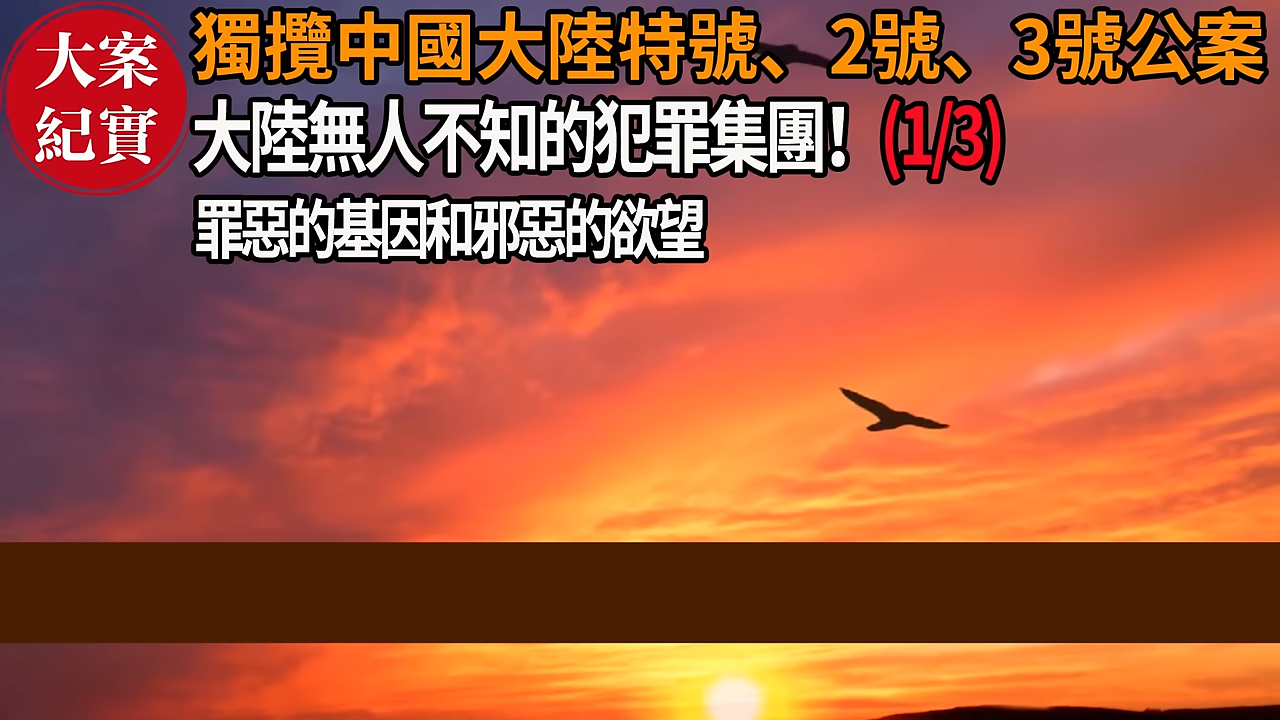 大案
紀實
獨攬中國大陸特號、2號、3號公案
大陸無人不知的犯罪集團！(1/3)
罪惡的基因和邪惡的欲望